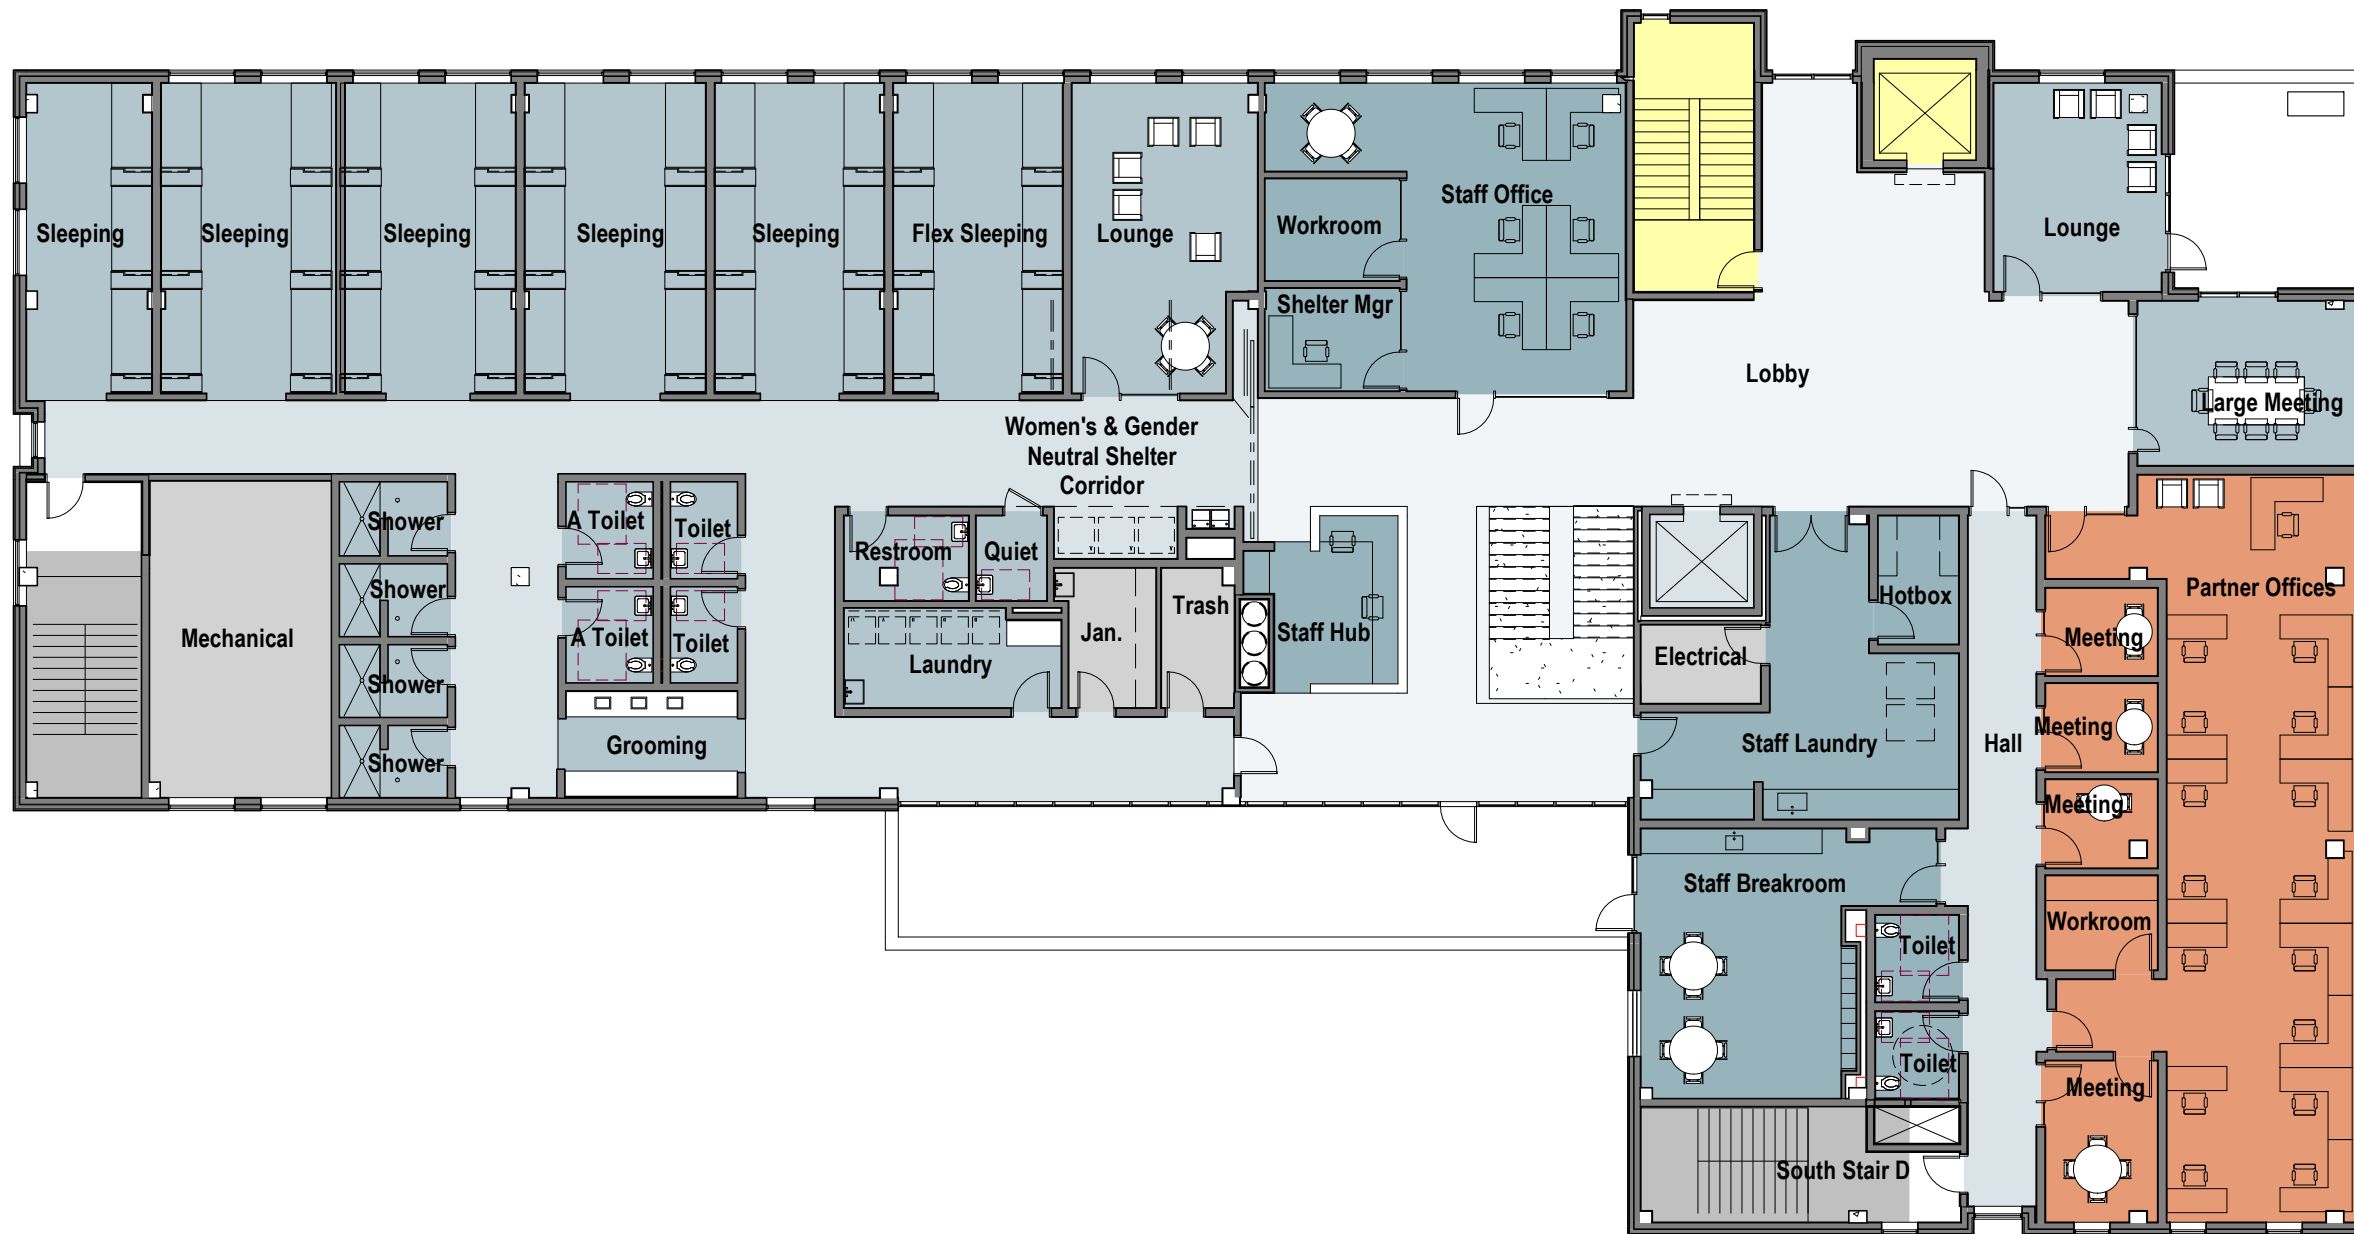 Staff Office
Workroom
Sleeping
Sleeping
Sleeping
Sleeping
Sleeping
Flex Sleeping
Lounge
Lounge
Shelter Mgr
Lobby
Large Meeting
Women's & Gender
Neutral Shelter
Corridor
Shower
A Toilet
Toilet
Restroom
Quiet
Shower
Hotbox
Partner Offices
Trash
Mechanical
A Toilet
Toilet
Jan.
Staff Hub
Meeting
Laundry
Electrical
Shower
Meeting
Grooming
Staff Laundry
Hall
Shower
Meeting
Staff Breakroom
Workroom
Toilet
Toilet
Meeting
South Stair D